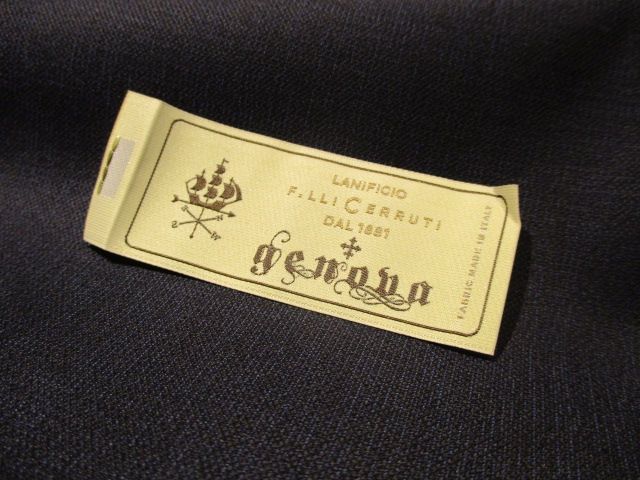 LANIFICIO
F.LLI CERRUTI
DAL 1881
genova
FABRIC MADE IN ITALY